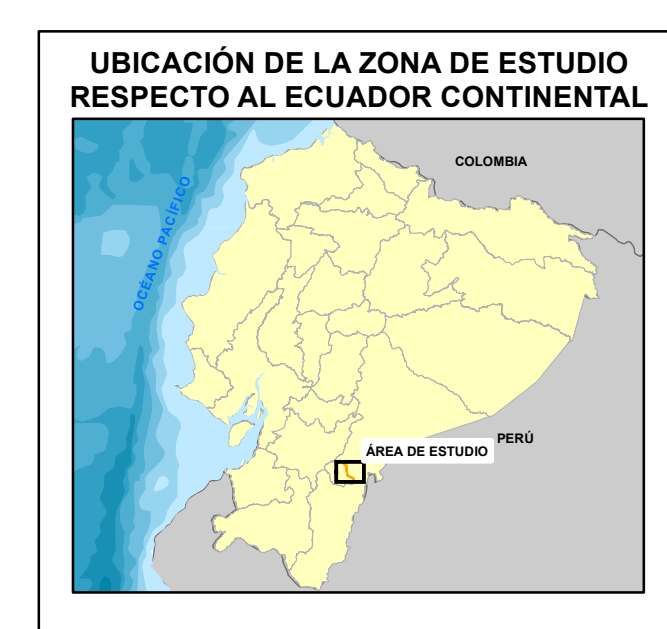 UBICACIÓN DE LA ZONA DE ESTUDIO
RESPECTO AL ECUADOR CONTINENTAL
COLOMBIA
OCÉANO PACÍFICO
PERÚ
ÁREA DE ESTUDIO